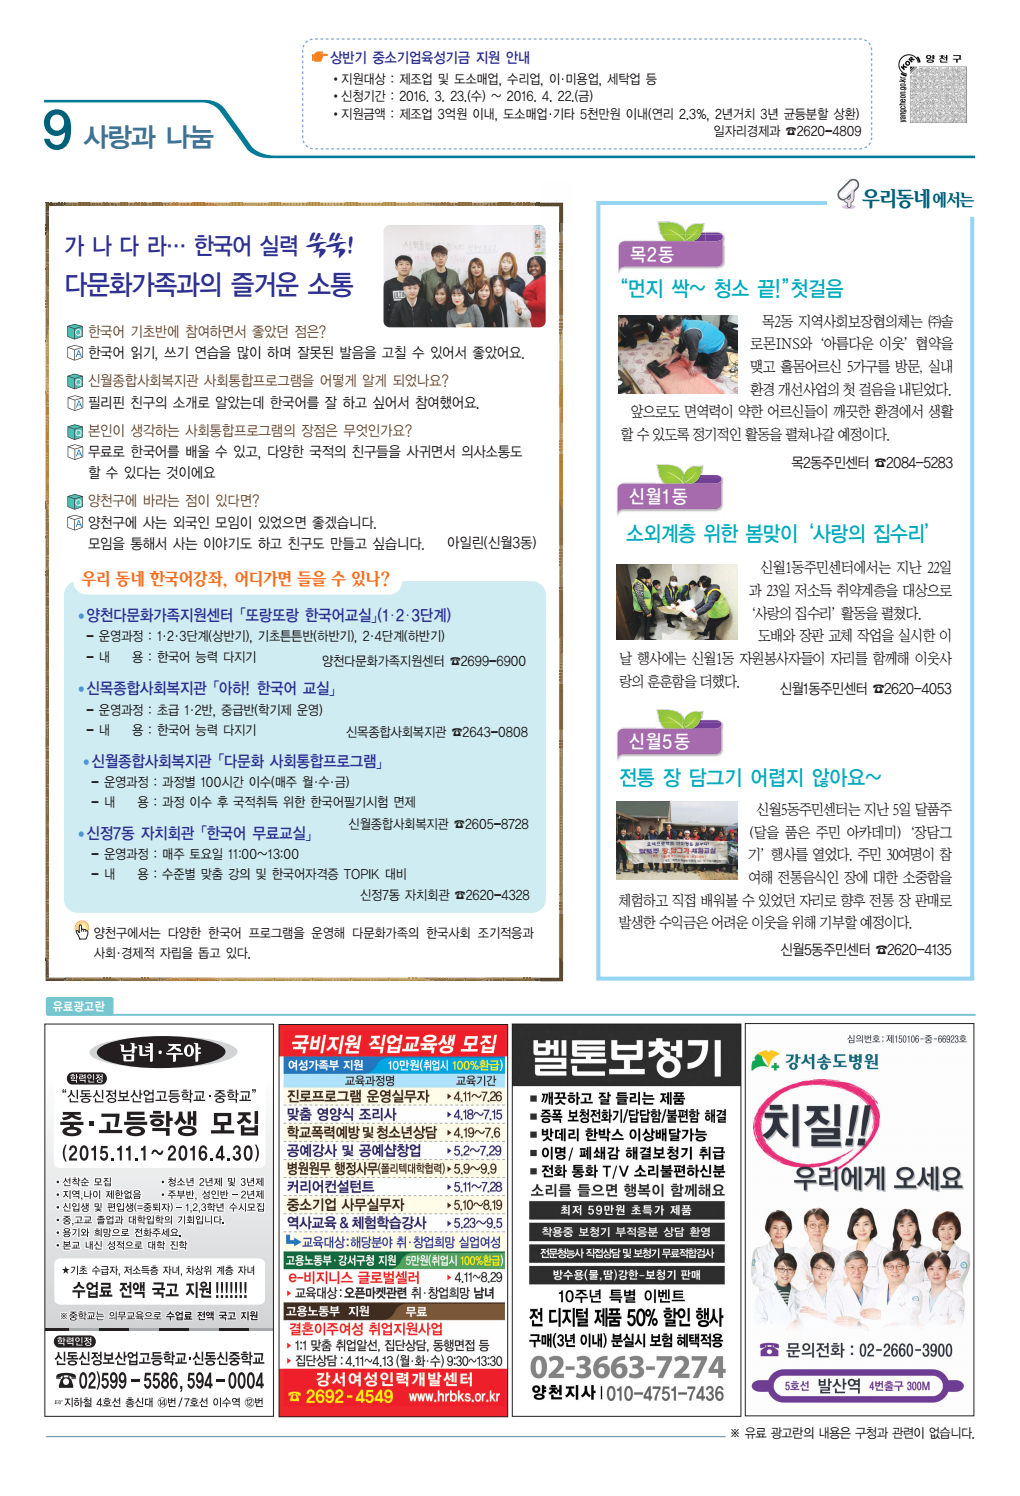 ☛ 상반기 중소기업육성기금 지원 안내
• 지원대상 : 제조업 및 도소매업, 수리업, 이·미용업, 세탁업 등
• 신청기간 : 2016. 3. 23.(수) ~ 2016. 4. 22.(금)
• 지원금액 : 제조업 3억원 이내, 도소매업·기타 5천만원 이내(연리 2.3%, 2년거치 3년 균등분할 상환)
일자리경제과 ☎2620-4809
양천구
9 사랑과 나눔
가 나 다 라… 한국어 실력 쑥쑥!
다문화가족과의 즐거운 소통
Q 한국어 기초반에 참여하면서 좋았던 점은?
A 한국어 읽기, 쓰기 연습을 많이 하며 잘못된 발음을 고칠 수 있어서 좋았어요.
Q 신월종합사회복지관 사회통합프로그램을 어떻게 알게 되었나요?
A 필리핀 친구의 소개로 알았는데 한국어를 잘 하고 싶어서 참여했어요.
Q 본인이 생각하는 사회통합프로그램의 장점은 무엇인가요?
A 무료로 한국어를 배울 수 있고, 다양한 국적의 친구들을 사귀면서 의사소통도
할 수 있다는 것이에요
Q 양천구에 바라는 점이 있다면?
A 양천구에 사는 외국인 모임이 있었으면 좋겠습니다.
모임을 통해서 사는 이야기도 하고 친구도 만들고 싶습니다. 아일린(신월3동)
우리 동네 한국어강좌, 어디가면 들을 수 있나?
• 양천다문화가족지원센터 「또랑또랑 한국어교실」(1·2·3단계)
- 운영과정 : 1·2·3단계(상반기), 기초튼튼반(하반기), 2·4단계(하반기)
- 내 용 : 한국어 능력 다지기
양천다문화가족지원센터 ☎2699-6900
• 신목종합사회복지관 「아하! 한국어 교실」
- 운영과정 : 초급 1·2반, 중급반(학기제 운영)
- 내 용 : 한국어 능력 다지기
신목종합사회복지관 ☎2643-0808
• 신월종합사회복지관 「다문화 사회통합프로그램」
- 운영과정 : 과정별 100시간 이수(매주 월·수·금)
- 내 용 : 과정 이수 후 국적취득 위한 한국어필기시험 면제
신월종합사회복지관 ☎2605-8728
• 신정7동 자치회관 「한국어 무료교실」
- 운영과정 : 매주 토요일 11:00~13:00
- 내 용 : 수준별 맞춤 강의 및 한국어자격증 TOPIK 대비
신정7동 자치회관 ☎2620-4328
양천구에서는 다양한 한국어 프로그램을 운영해 다문화가족의 한국사회 조기적응과
사회·경제적 자립을 돕고 있다.
우리동네에서는
목2동
“먼지 싹~ 청소 끝!” 첫걸음
목2동 지역사회보장협의체는 ㈜솔
로몬INS와 ‘아름다운 이웃’ 협약을
맺고 홀몸어르신 5가구를 방문, 실내
환경 개선사업의 첫 걸음을 내딛었다.
앞으로도 면역력이 약한 어르신들이 깨끗한 환경에서 생활
할 수 있도록 정기적인 활동을 펼쳐나갈 예정이다.
목2동주민센터 ☎2084-5283
신월1동
소외계층 위한 봄맞이 ‘사랑의 집수리’
신월1동주민센터에서는 지난 22일
과 23일 저소득 취약계층을 대상으로
‘사랑의 집수리’ 활동을 펼쳤다.
도배와 장판 교체 작업을 실시한 이
날 행사에는 신월1동 자원봉사자들이 자리를 함께해 이웃사
랑의 훈훈함을 더했다.
신월1동주민센터 ☎2620-4053
신월5동
전통 장 담그기 어렵지 않아요~
신월5동주민센터는 지난 5일 달품주
(달을 품은 주민 아카데미) ‘장담그
기’ 행사를 열었다. 주민 30여명이 참
여해 전통음식인 장에 대한 소중함을
체험하고 직접 배워볼 수 있었던 자리로 향후 전통 장 판매로
발생한 수익금은 어려운 이웃을 위해 기부할 예정이다.
신월5동주민센터 ☎2620-4135
유료광고란
남녀·주야
학력인정
“신동신정보산업고등학교·중학교”
중·고등학생 모집
(2015.11.1~2016.4.30)
• 선착순 모집 • 청소년 2년제 및 3년제
• 지역,나이 제한없음 • 주부반, 성인반 - 2년제
• 신입생 및 편입생(=중퇴자) - 1,2,3학년 수시모집
• 중,고교 졸업과 대학입학의 기회입니다.
• 용기와 희망으로 전화주세요.
• 본교 내신 성적으로 대학 진학
★기초 수급자, 저소득층 자녀, 차상위 계층 자녀
수업료 전액 국고 지원!!!!!!!
※중학교는 의무교육으로 수업료 전액 국고 지원
학력인정
신동신정보산업고등학교·신동신중학교
☎02)599-5586, 594-0004
☞지하철 4호선 총신대 ⑭번/7호선 이수역 ⑫번
국비지원 직업교육생 모집
여성가족부 지원 10만원(취업시 100%환급)
교육과정명 교육기간
진로프로그램 운영실무자 ▸4.11~7.26
맞춤 영양식 조리사 ▸4.18~7.15
학교폭력예방 및 청소년상담 ▸4.19~7.6
공예강사 및 공예샵창업 ▸5.2~7.29
병원원무 행정사무(폴리텍대학협력) ▸5.9~9.9
커리어컨설턴트 ▸5.11~7.28
중소기업 사무실무자 ▸5.10~8.19
역사교육 & 체험학습강사 ▸5.23~9.5
교육대상:해당분야 취·창업희망 실업여성
고용노동부·강서구청 지원 5만원(취업시 100%환급)
e-비지니스 글로벌셀러 ▸4.11~8.29
▸교육대상:오픈마켓관련 취·창업희망 남녀
고용노동부 지원 무료
결혼이주여성 취업지원사업
▸1:1 맞춤 취업알선, 집단상담, 동행면접 등
▸집단상담 : 4.11~4.13 (월·화·수) 9:30~13:30
강서여성인력개발센터
☎ 2692-4549 www.hrbks.or.kr
벨톤보청기
■ 깨끗하고 잘 들리는 제품
■ 증폭 보청전화기/답답함/불편함 해결
■ 밧데리 한박스 이상배달가능
■ 이명/ 폐쇄감 해결보청기 취급
■ 전화 통화 T/V 소리불편하신분
소리를 들으면 행복이 함께해요
최저 59만원 초특가 제품
착용중 보청기 부적응분 상담 환영
전문청능사 직접상담 및 보청기 무료적합검사
방수용(물,땀)강한-보청기 판매
10주년 특별 이벤트
전 디지털 제품 50% 할인 행사
구매(3년 이내) 분실시 보험 혜택적용
02-3663-7274
양천지사 | 010-4751-7436
심의번호 : 제150106-중-66923호
강서송도병원
치질!!
우리에게 오세요
☎ 문의전화 : 02-2660-3900
5호선 발산역 4번출구 300M
※ 유료 광고란의 내용은 구청과 관련이 없습니다.